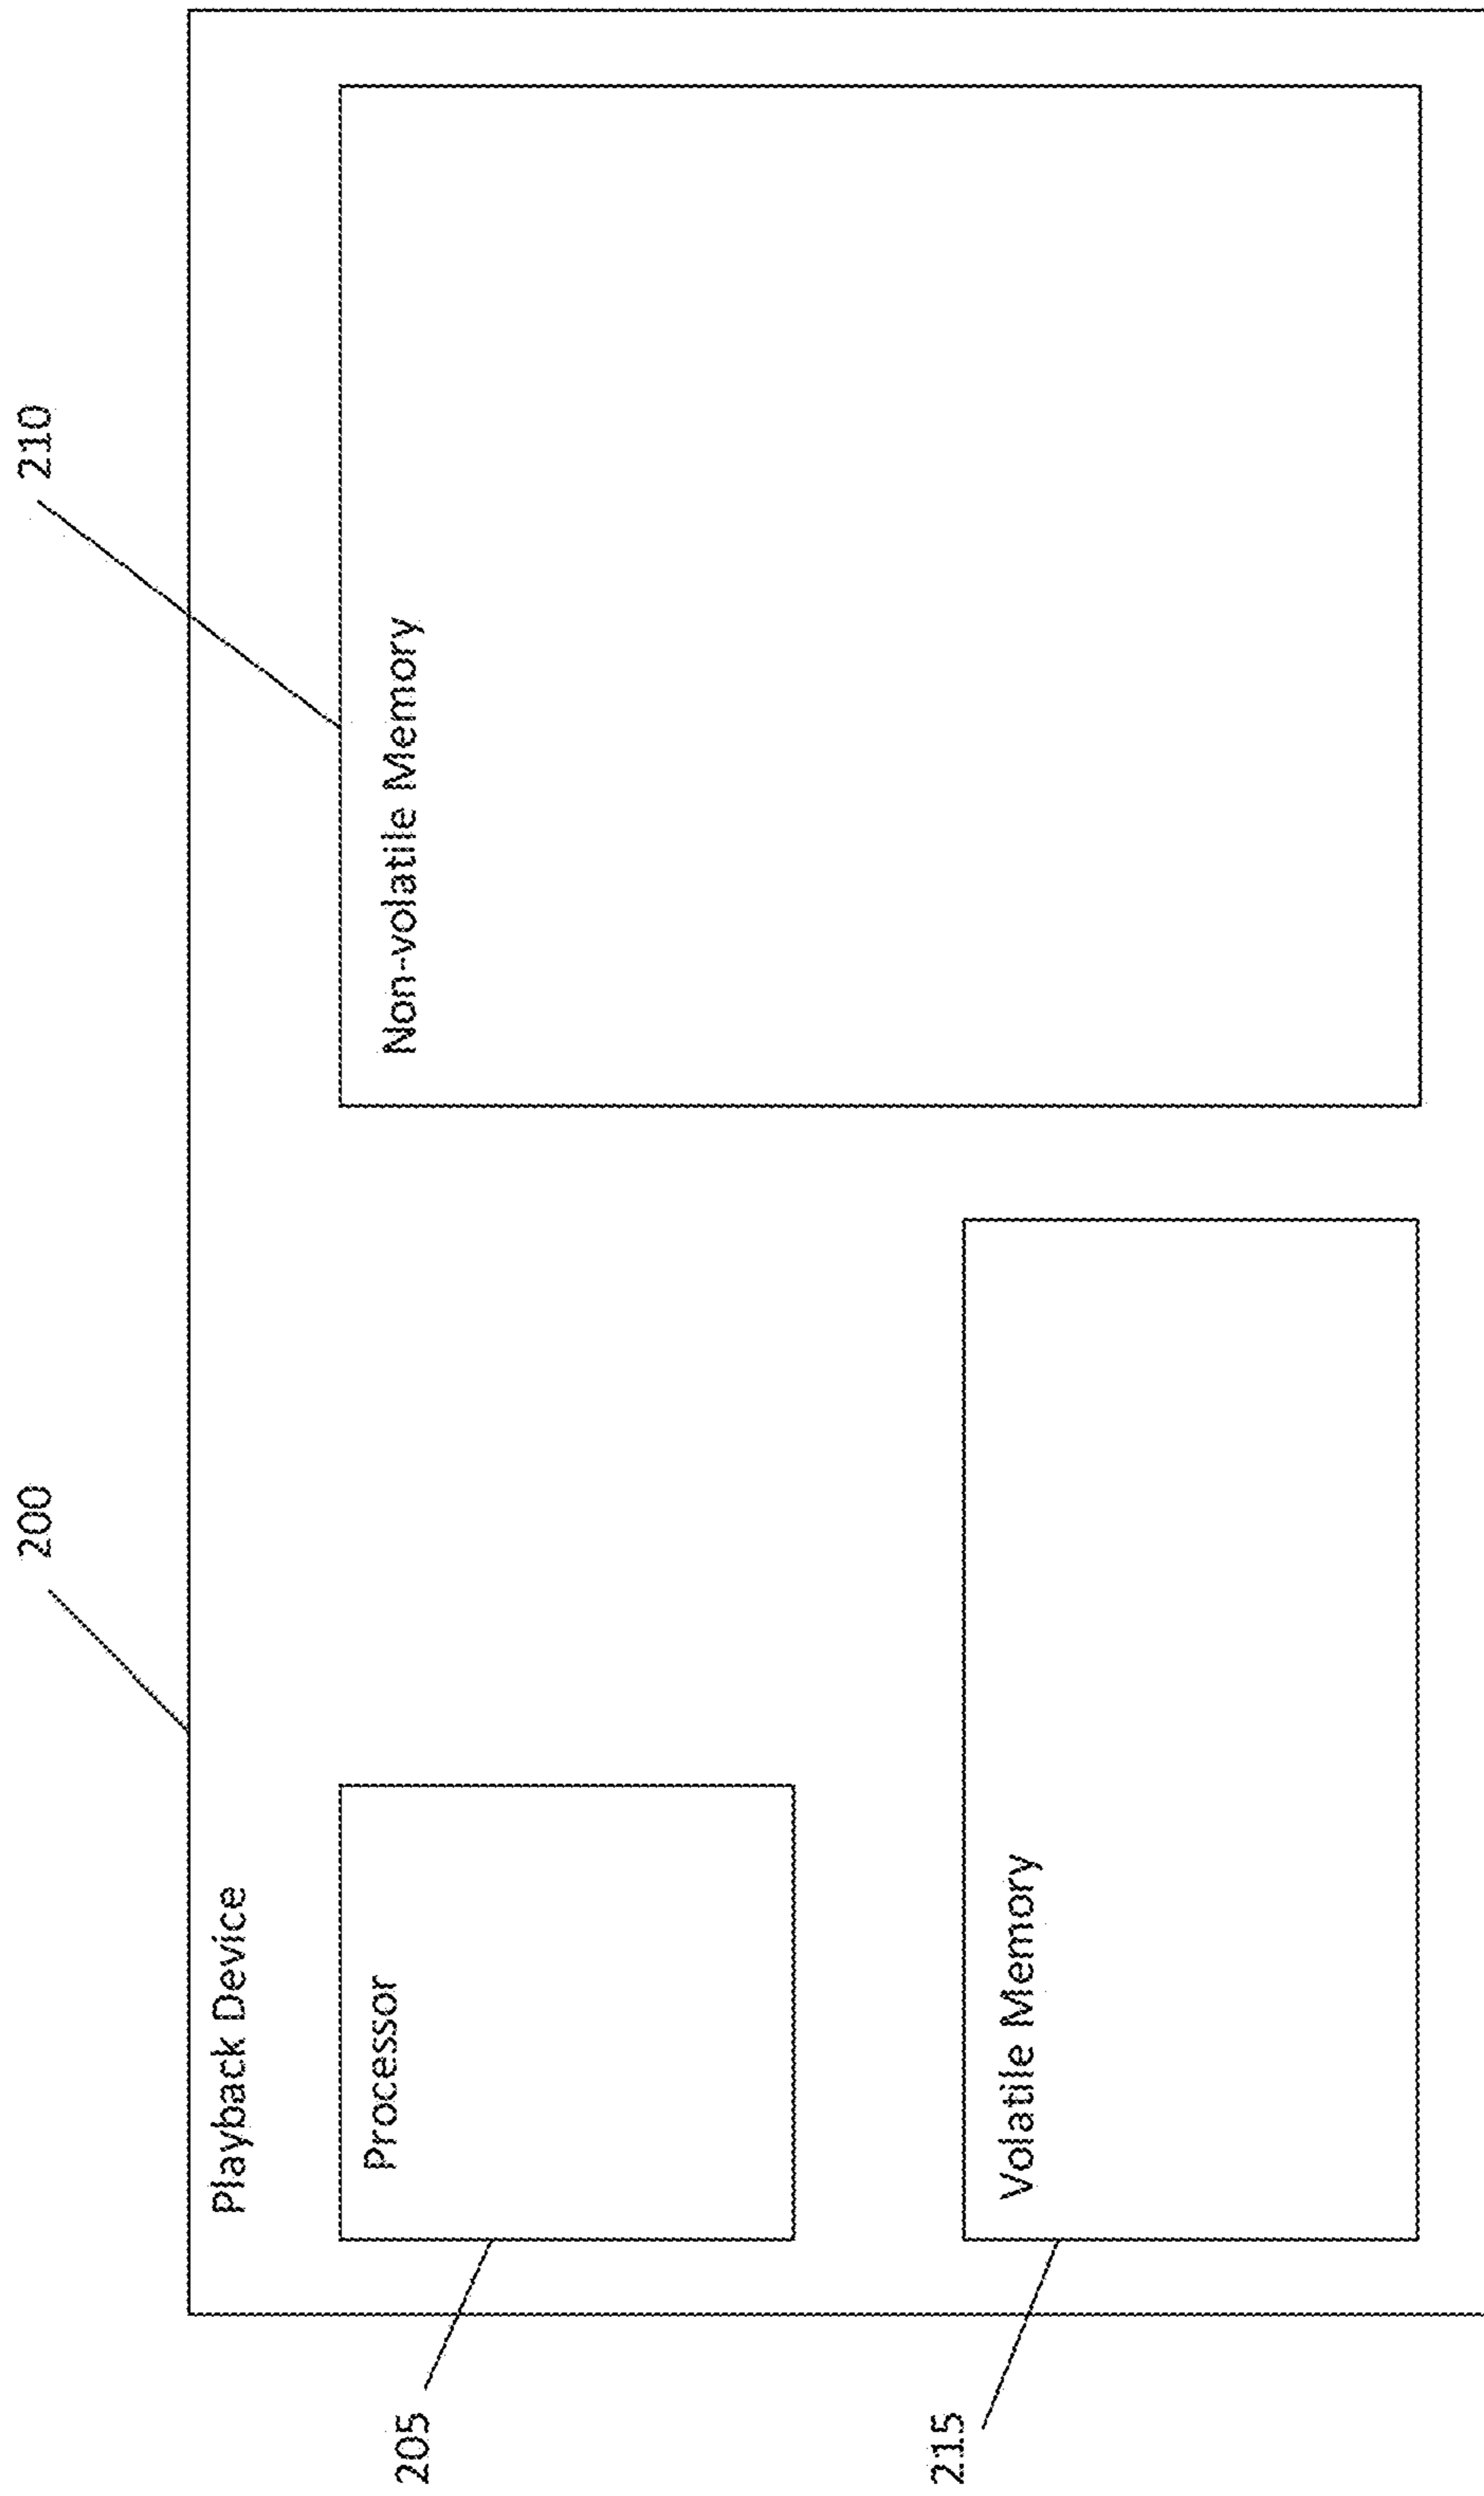 200
210
Playback Device
Processor
Non-volatile Memory
205
Volatile Memory
215